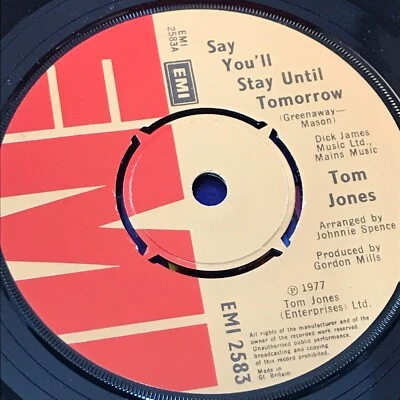 EMI
EMI
2583A
EMI
Say
You'll
Stay Until
Tomorrow
(Greenaway—
Mason)
Dick James
Music Ltd.,
Mains Music
Tom
Jones
Arranged by
Johnnie Spence
Produced by
Gordon Mills
℗ 1977
Tom Jones
(Enterprises) Ltd.
EMI 2583
All rights of the manufacturer and of the
owner of the recorded work reserved
Unauthorised public performance,
broadcasting and copying
of this record prohibited.
Made in
Gt Britain